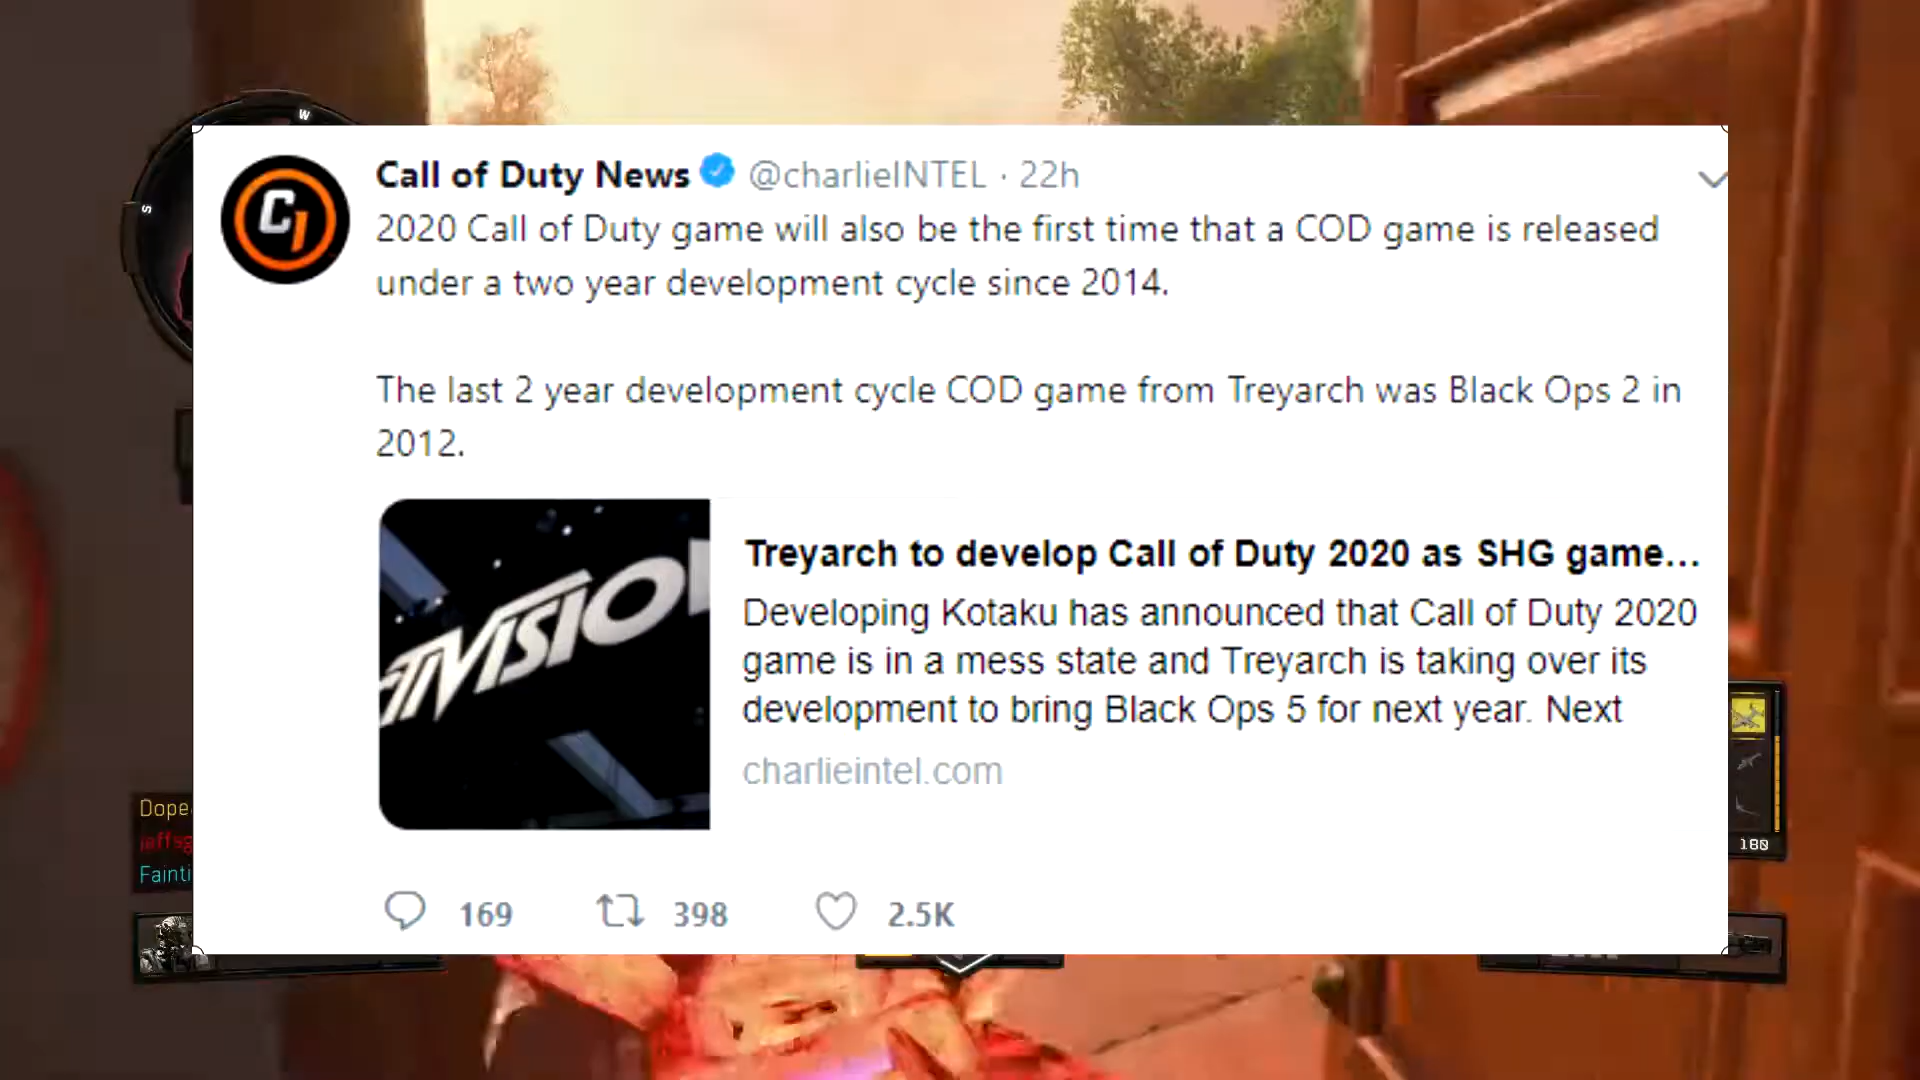 W
S
CI
Call of Duty News @charlieINTEL · 22h
2020 Call of Duty game will also be the first time that a COD game is released
under a two year development cycle since 2014.
The last 2 year development cycle COD game from Treyarch was Black Ops 2 in
2012.
TIVISIO
Treyarch to develop Call of Duty 2020 as SHG game...
Developing Kotaku has announced that Call of Duty 2020
game is in a mess state and Treyarch is taking over its
development to bring Black Ops 5 for next year. Next
charlieintel.com
180
Dope
jeffsg
Fainti
169 398 2.5K